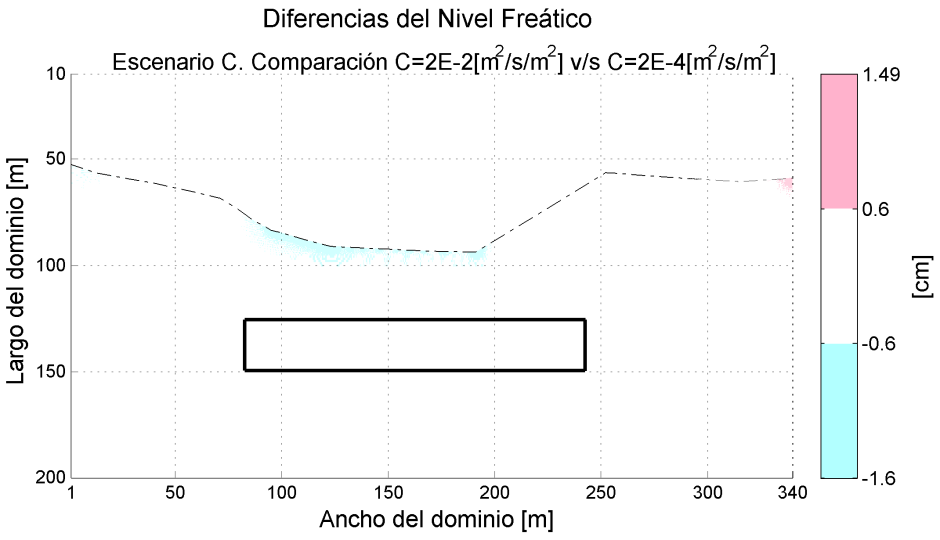 Diferencias del Nivel Freático
Escenario C. Comparación C=2E-2[m²/s/m²] v/s C=2E-4[m²/s/m²]
10
50
100
150
200
Largo del dominio [m]
1 50 100 150 200 250 300 340
Ancho del dominio [m]
1.49
0.6
-0.6
-1.6
[cm]